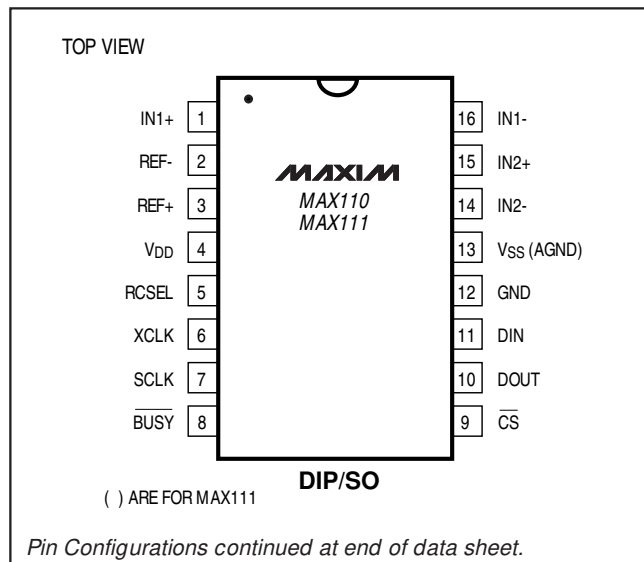 TOP VIEW
IN1+ 1 16 IN1-
REF- 2 MAXIM 15 IN2+
REF+ 3 MAX110 14 IN2-
MAX111
VDD 4 13 VSS (AGND)
RCSEL 5 12 GND
XCLK 6 11 DIN
SCLK 7 10 DOUT
BUSY 8 9 CS
DIP/SO
( ) ARE FOR MAX111
Pin Configurations continued at end of data sheet.